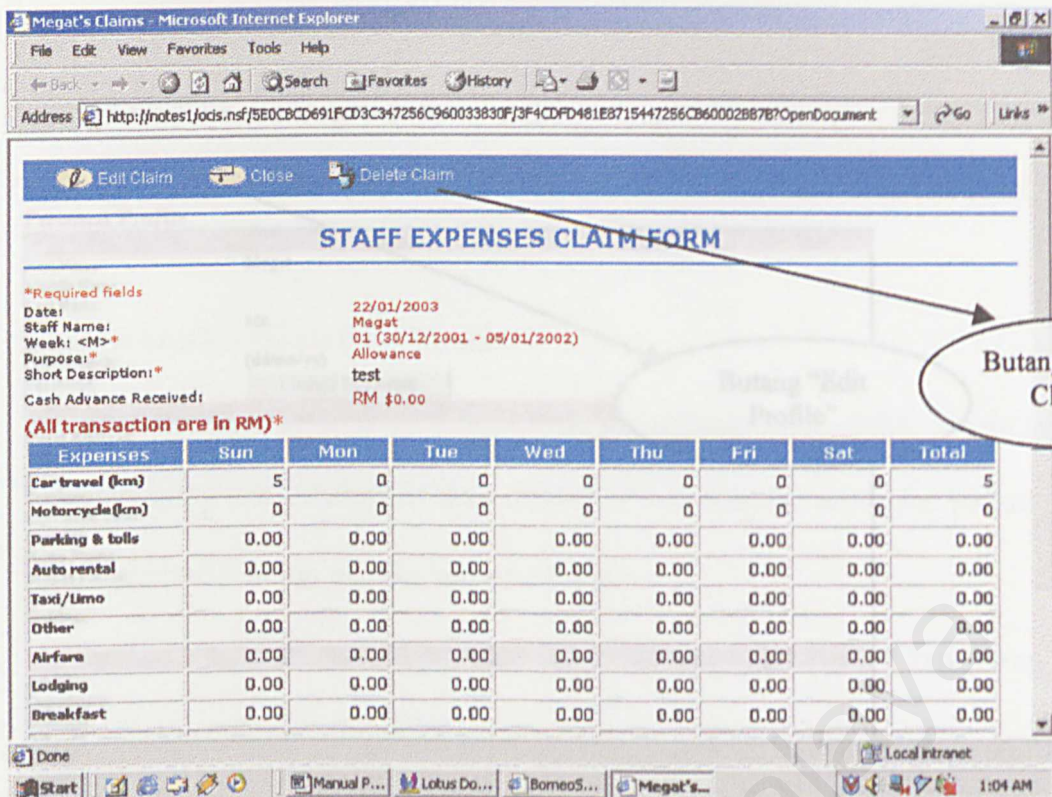 Megat's Claims - Microsoft Internet Explorer
File Edit View Favorites Tools Help
Back Search Favorites History
Address http://notes1/ocis.nsf/5E0CBCD691FCD3C347256C960033830F/3F4CDFD481E8715447256CB60002BB7B?OpenDocument Go Links »
Edit Claim Close Delete Claim
STAFF EXPENSES CLAIM FORM
*Required fields
Date: 22/01/2003
Staff Name: Megat
Week: <M>* 01 (30/12/2001 - 05/01/2002)
Purpose:* Allowance
Short Description:* test
Cash Advance Received: RM $0.00
(All transaction are in RM)*
Expenses Sun Mon Tue Wed Thu Fri Sat Total
Car travel (km) 5 0 0 0 0 0 0 5
Motorcycle(km) 0 0 0 0 0 0 0 0
Parking & tolls 0.00 0.00 0.00 0.00 0.00 0.00 0.00 0.00
Auto rental 0.00 0.00 0.00 0.00 0.00 0.00 0.00 0.00
Taxi/Limo 0.00 0.00 0.00 0.00 0.00 0.00 0.00 0.00
Other 0.00 0.00 0.00 0.00 0.00 0.00 0.00 0.00
Airfare 0.00 0.00 0.00 0.00 0.00 0.00 0.00 0.00
Lodging 0.00 0.00 0.00 0.00 0.00 0.00 0.00 0.00
Breakfast 0.00 0.00 0.00 0.00 0.00 0.00 0.00 0.00
Butang
Cl
Butang "Edit
Profile"
Done Local intranet
Start Manual P... Lotus Do... BorneoS... Megat's... 1:04 AM